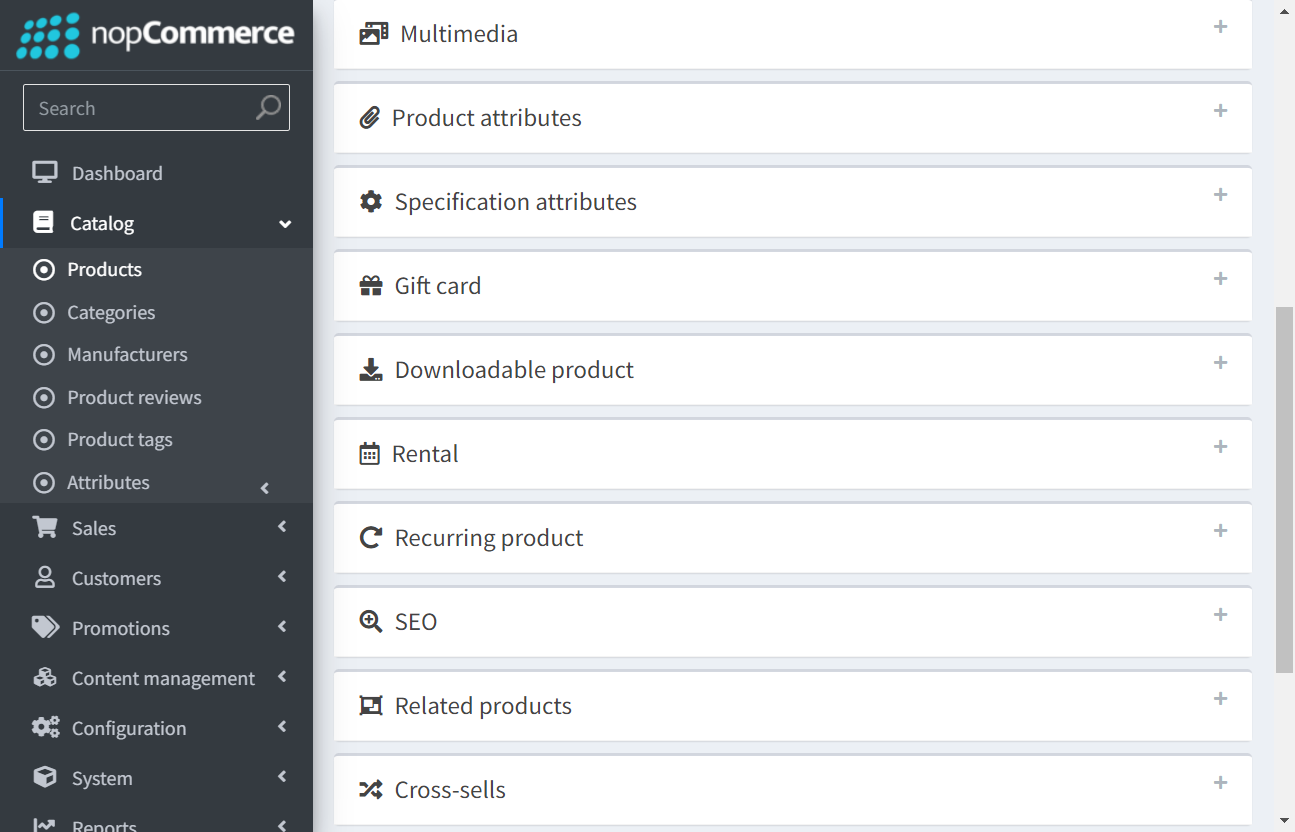 nopCommerce
Search
Dashboard
Catalog
Products
Categories
Manufacturers
Product reviews
Product tags
Attributes
Sales
Customers
Promotions
Content management
Configuration
System
Reports
Multimedia
Product attributes
Specification attributes
Gift card
Downloadable product
Rental
Recurring product
SEO
Related products
Cross-sells